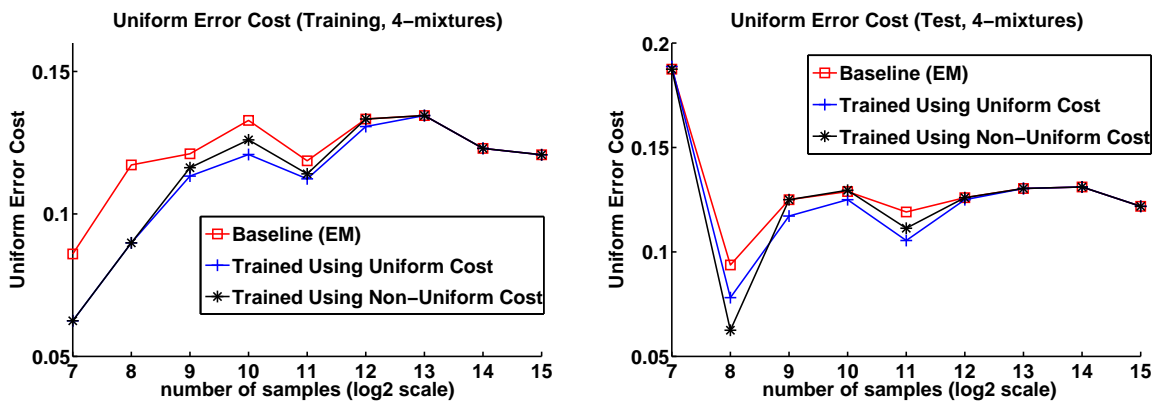 Uniform Error Cost (Training, 4−mixtures)
0.15
0.1
0.05
Uniform Error Cost
Baseline (EM)
Trained Using Uniform Cost
Trained Using Non−Uniform Cost
7 8 9 10 11 12 13 14 15
number of samples (log2 scale)
Uniform Error Cost (Test, 4−mixtures)
0.2
0.15
0.1
0.05
Uniform Error Cost
Baseline (EM)
Trained Using Uniform Cost
Trained Using Non−Uniform Cost
7 8 9 10 11 12 13 14 15
number of samples (log2 scale)